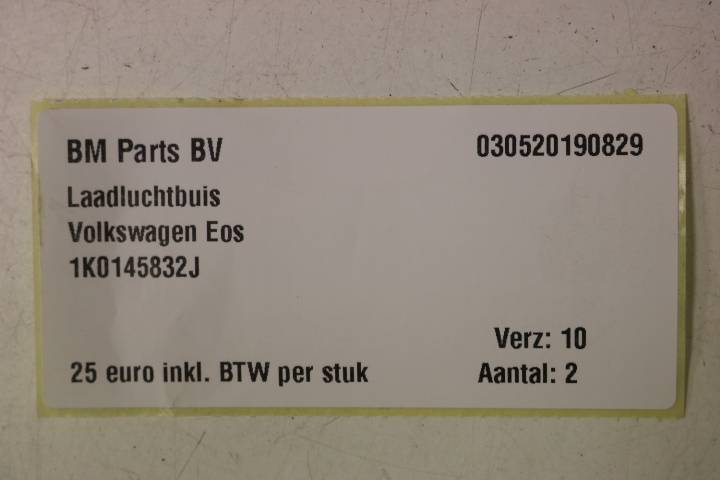 BM Parts BV 030520190829
Laadluchtbuis
Volkswagen Eos
1K0145832J
Verz: 10
25 euro inkl. BTW per stuk Aantal: 2